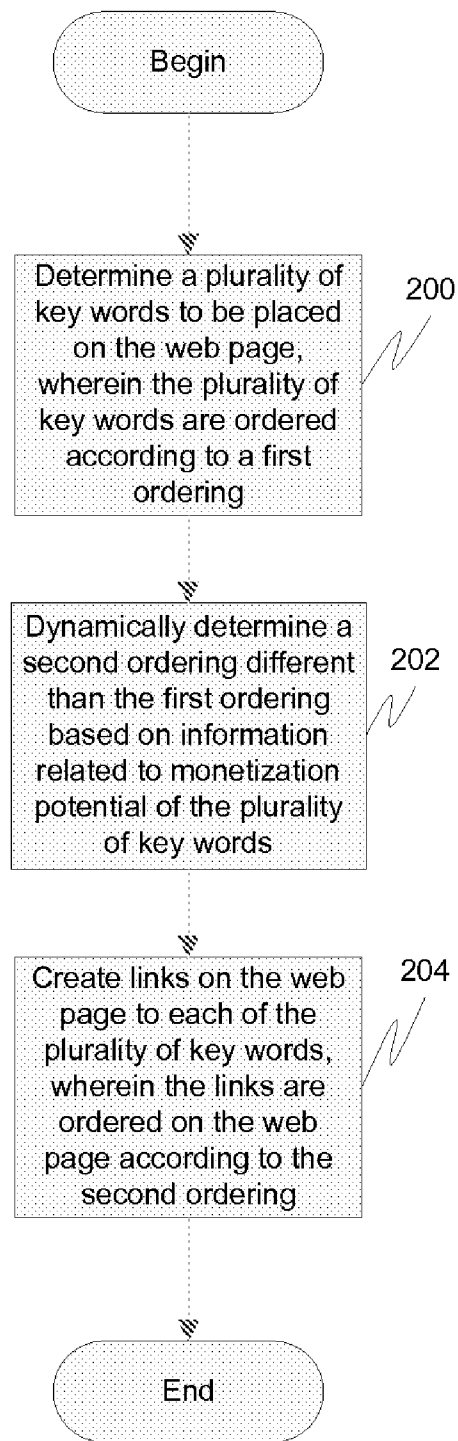 Begin
Determine a plurality of
key words to be placed
on the web page,
wherein the plurality of
key words are ordered
according to a first
ordering
200
Dynamically determine a
second ordering different
than the first ordering
based on information
related to monetization
potential of the plurality
of key words
202
Create links on the web
page to each of the
plurality of key words,
wherein the links are
ordered on the web
page according to the
second ordering
204
End